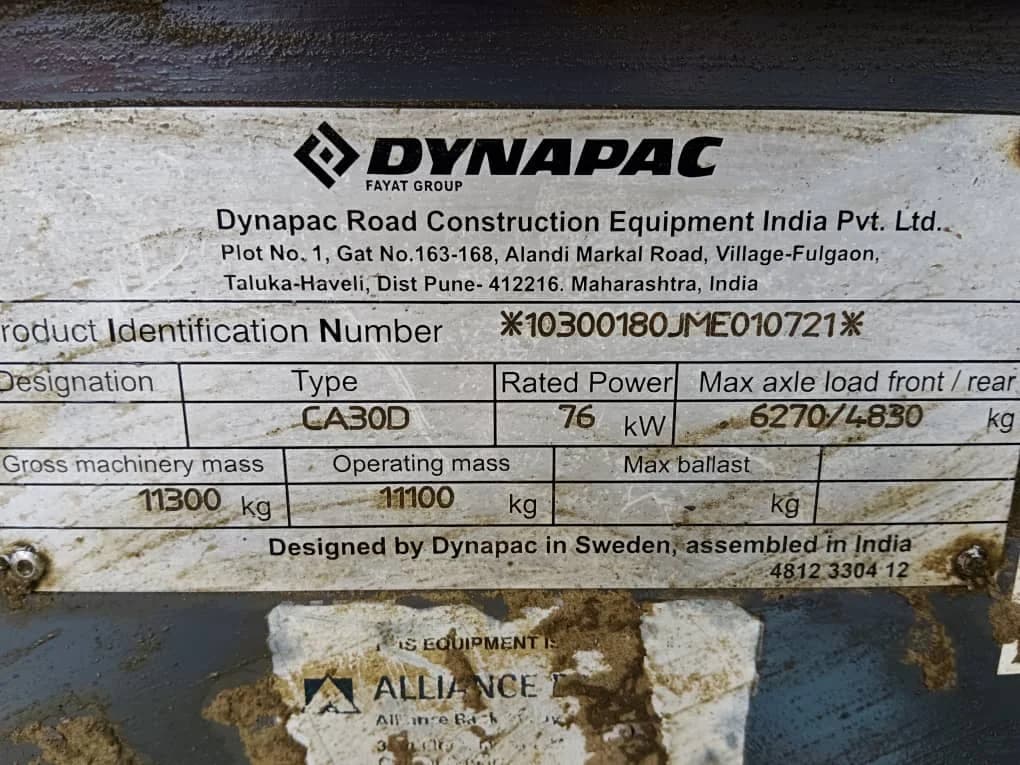 DYNAPAC
FAYAT GROUP
Dynapac Road Construction Equipment India Pvt. Ltd.
Plot No. 1, Gat No.163-168, Alandi Markal Road, Village-Fulgaon,
Taluka-Haveli, Dist Pune- 412216. Maharashtra, India
roduct Identification Number *10300180JME010721*
Designation Type Rated Power Max axle load front / rear
CA30D 76 kW 6270/4830 kg
Gross machinery mass Operating mass Max ballast
11300 kg 11100 kg kg
Designed by Dynapac in Sweden, assembled in India
4812 3304 12
EQUIPMENT
ALLIANCE